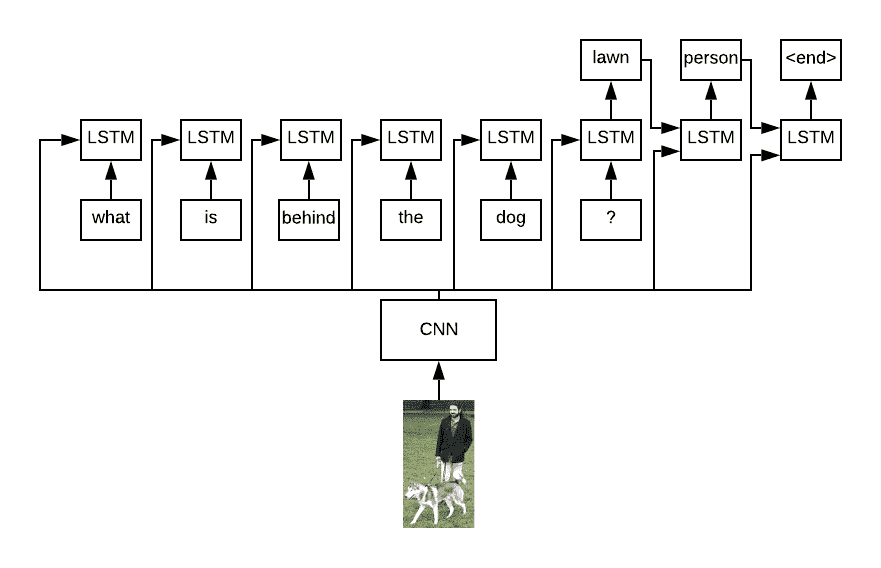 lawn person <end>
LSTM LSTM LSTM LSTM LSTM LSTM LSTM LSTM
what is behind the dog ?
CNN